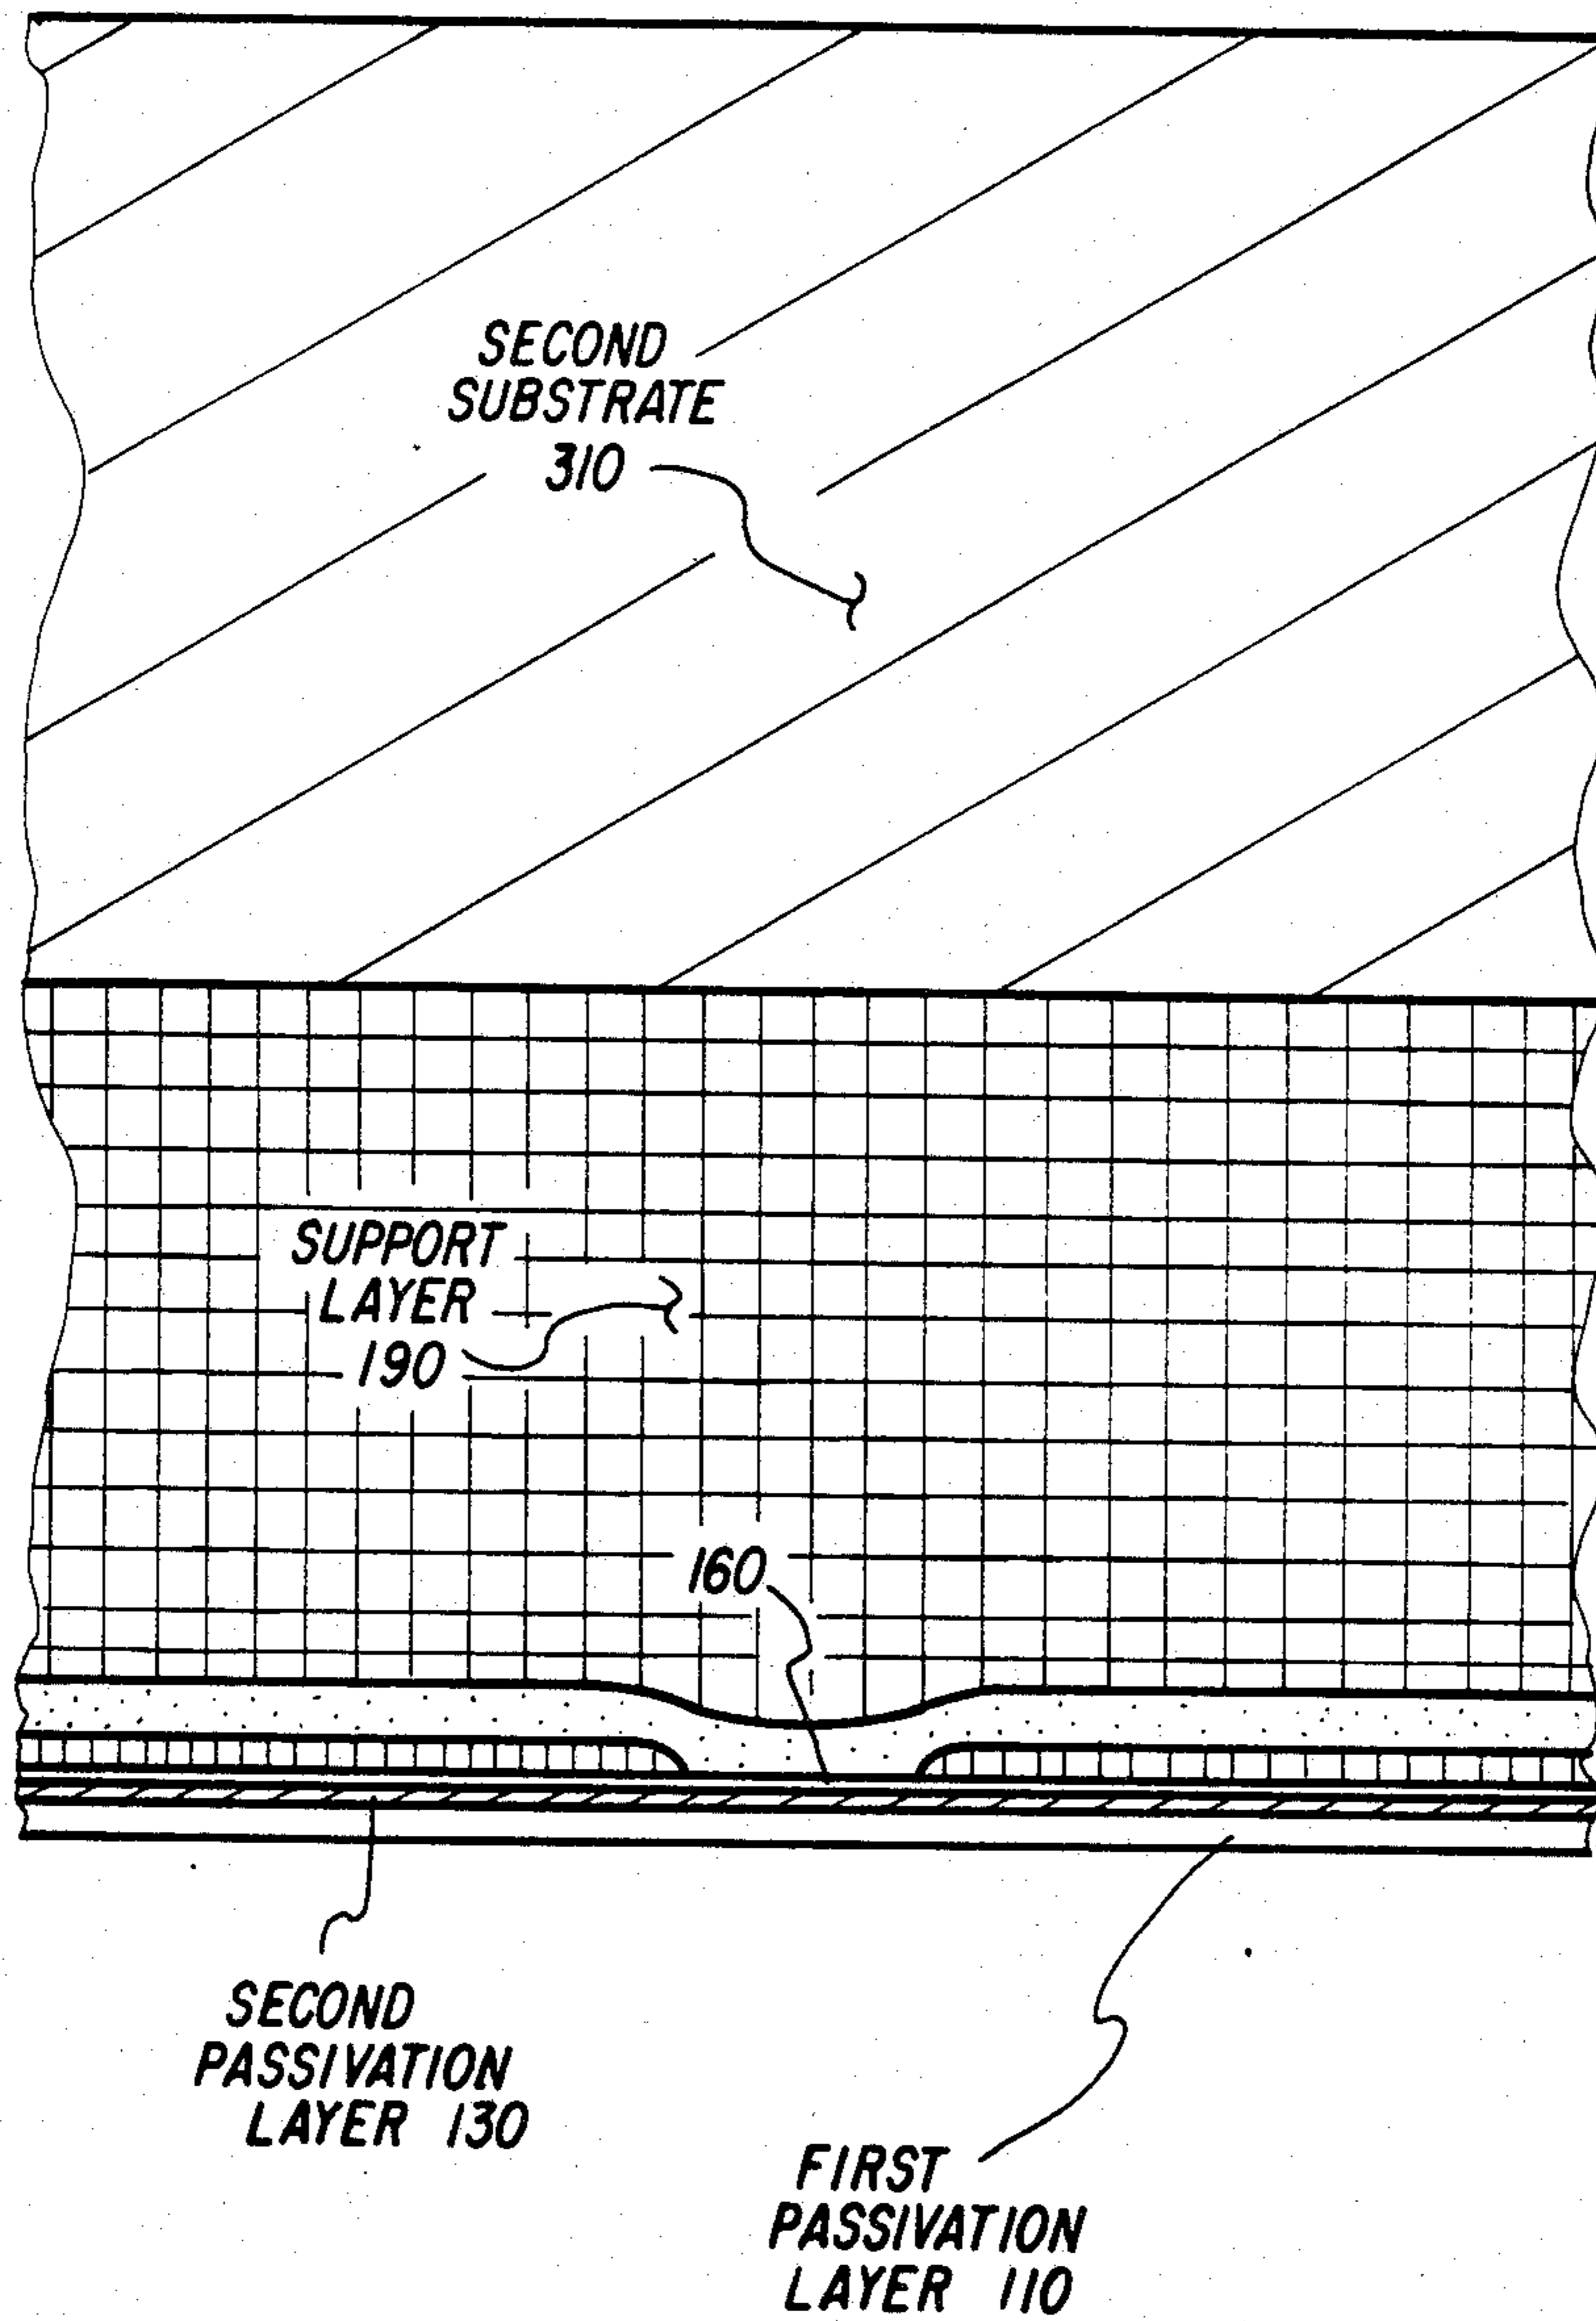 SECOND
SUBSTRATE
310
SUPPORT
LAYER
190
160
SECOND
PASSIVATION
LAYER 130
FIRST
PASSIVATION
LAYER 110